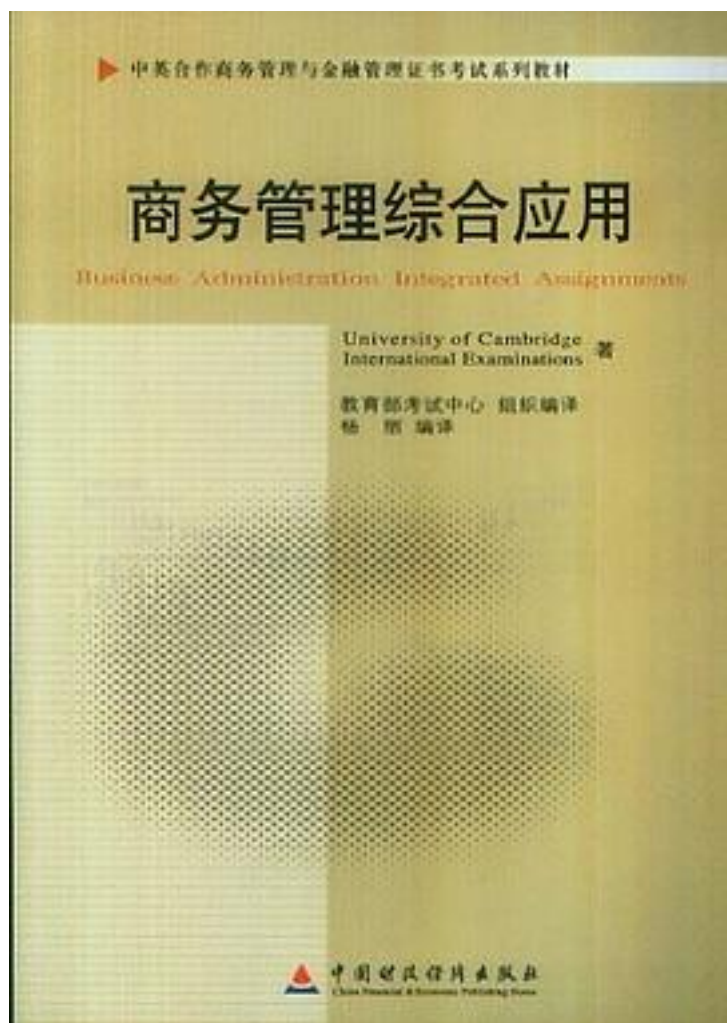 中英合作商务管理与金融管理证书考试系列教材
商务管理综合应用
Business Administration Integrated Assignments
University of Cambridge
International Examinations 著
教育部考试中心 组织编译
杨 丽 编译
中国财政经济出版社
China Financial & Economic Publishing House